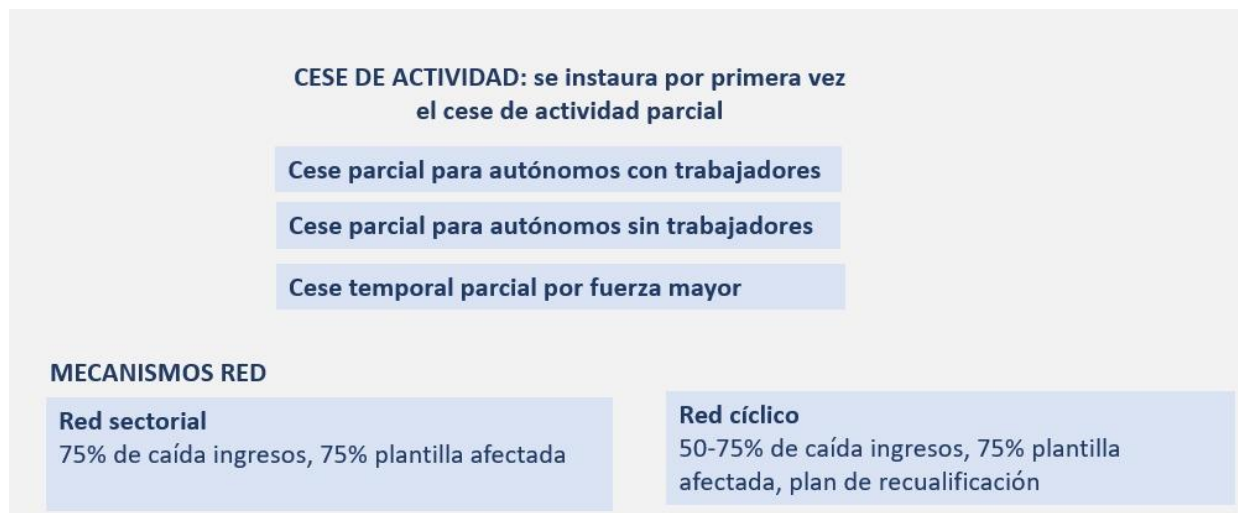 CESE DE ACTIVIDAD: se instaura por primera vez
el cese de actividad parcial
Cese parcial para autónomos con trabajadores
Cese parcial para autónomos sin trabajadores
Cese temporal parcial por fuerza mayor
MECANISMOS RED
Red sectorial
75% de caída ingresos, 75% plantilla afectada
Red cíclico
50-75% de caída ingresos, 75% plantilla
afectada, plan de recualificación